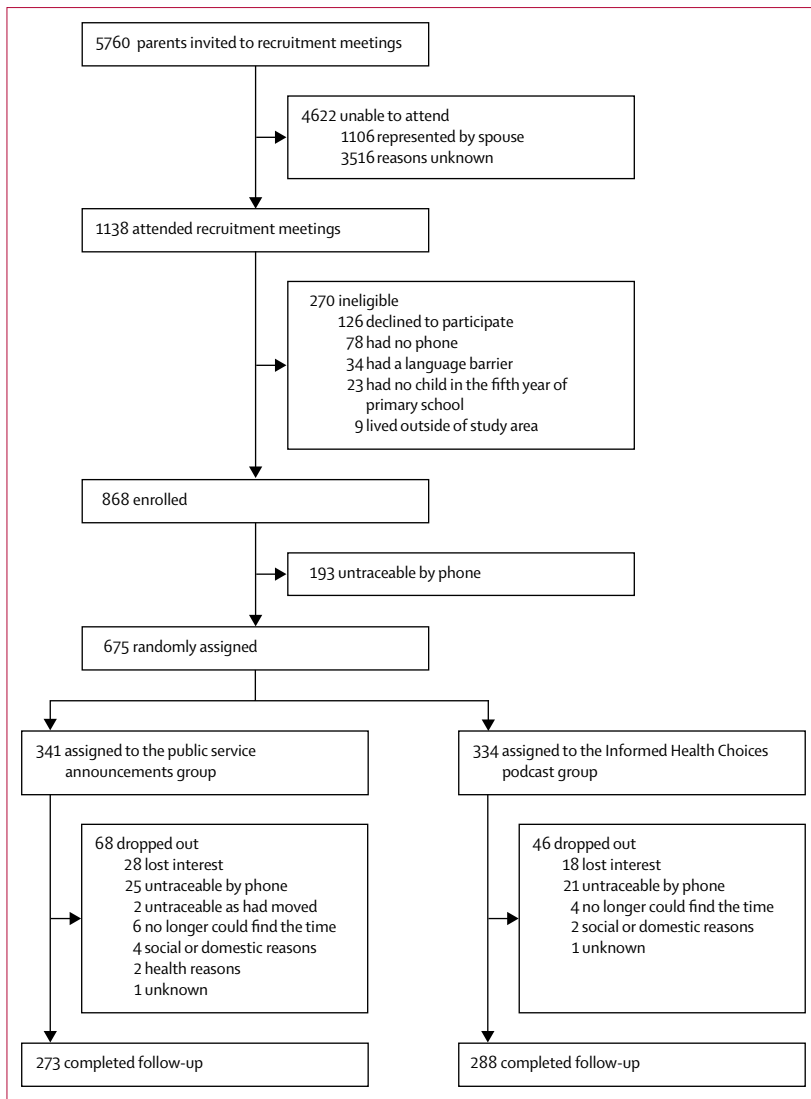 5760 parents invited to recruitment meetings
4622 unable to attend
1106 represented by spouse
3516 reasons unknown
1138 attended recruitment meetings
270 ineligible
126 declined to participate
78 had no phone
34 had a language barrier
23 had no child in the fifth year of
primary school
9 lived outside of study area
868 enrolled
193 untraceable by phone
675 randomly assigned
341 assigned to the public service
announcements group
334 assigned to the Informed Health Choices
podcast group
68 dropped out
28 lost interest
25 untraceable by phone
2 untraceable as had moved
6 no longer could find the time
4 social or domestic reasons
2 health reasons
1 unknown
46 dropped out
18 lost interest
21 untraceable by phone
4 no longer could find the time
2 social or domestic reasons
1 unknown
273 completed follow-up
288 completed follow-up